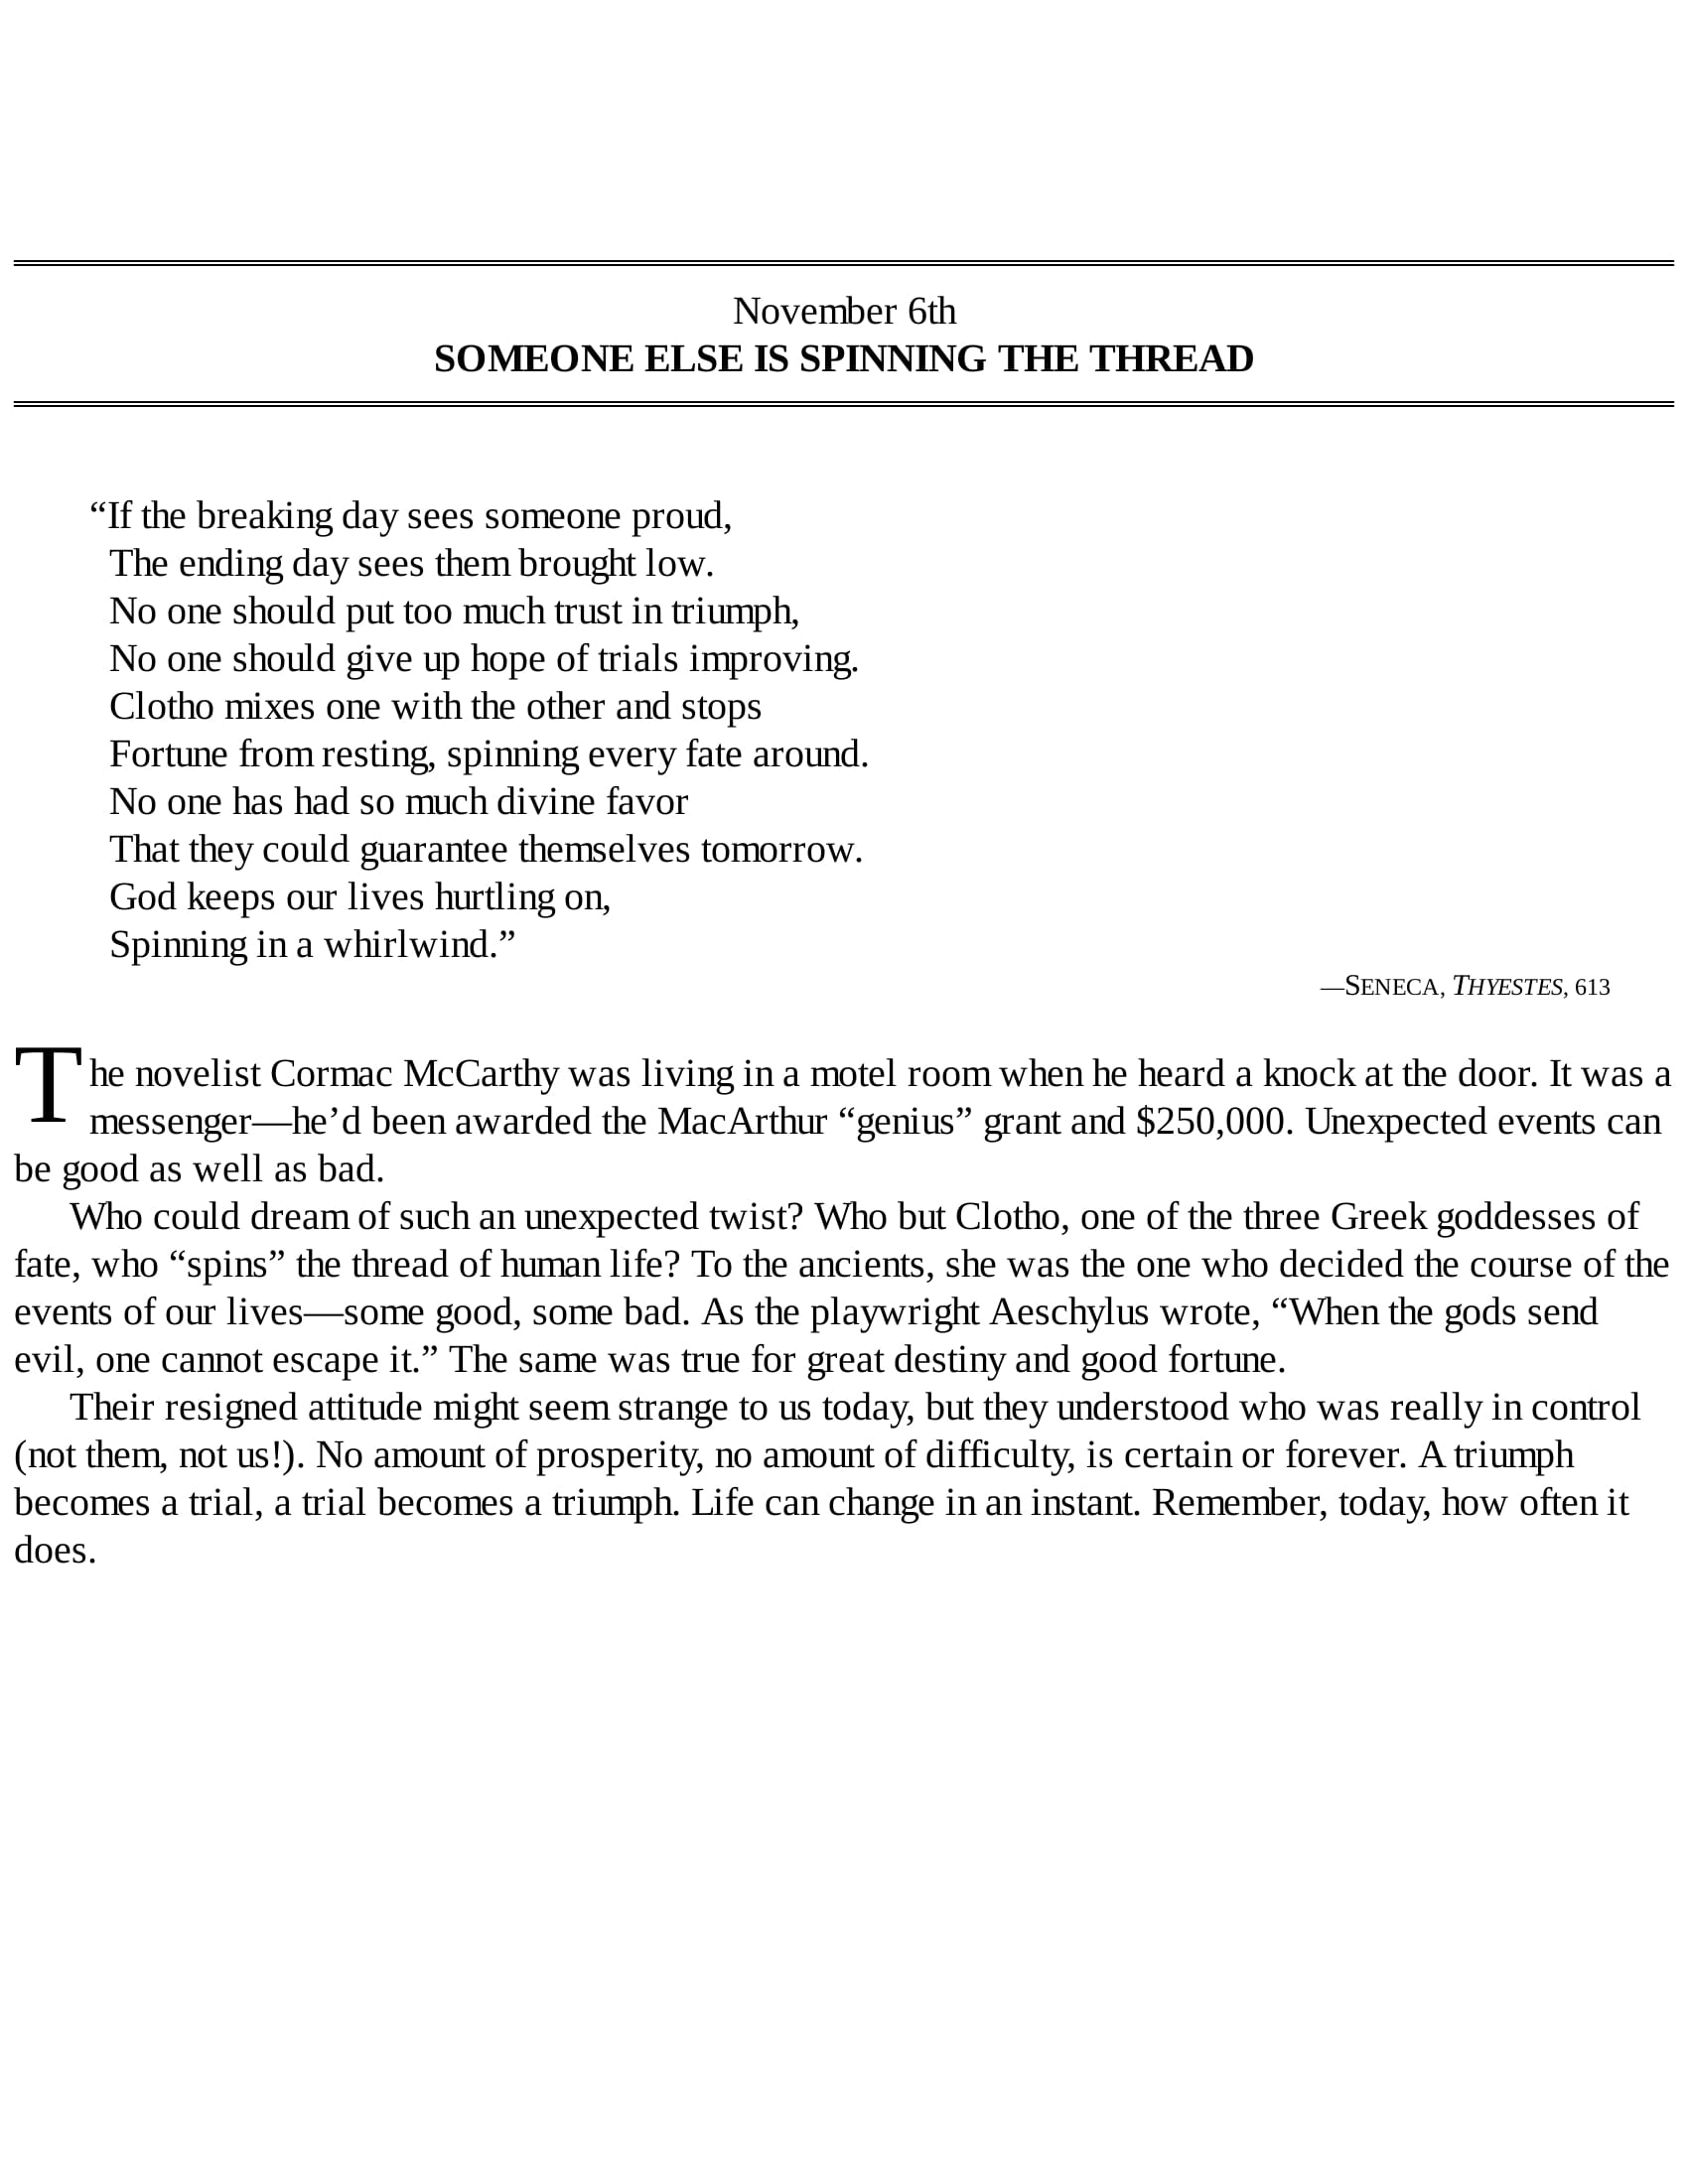 November 6th
SOMEONE ELSE IS SPINNING THE THREAD
“If the breaking day sees someone proud,
The ending day sees them brought low.
No one should put too much trust in triumph,
No one should give up hope of trials improving.
Clotho mixes one with the other and stops
Fortune from resting, spinning every fate around.
No one has had so much divine favor
That they could guarantee themselves tomorrow.
God keeps our lives hurtling on,
Spinning in a whirlwind.”
—SENECA, THYESTES, 613
The novelist Cormac McCarthy was living in a motel room when he heard a knock at the door. It was a
messenger—he’d been awarded the MacArthur “genius” grant and $250,000. Unexpected events can
be good as well as bad.
Who could dream of such an unexpected twist? Who but Clotho, one of the three Greek goddesses of
fate, who “spins” the thread of human life? To the ancients, she was the one who decided the course of the
events of our lives—some good, some bad. As the playwright Aeschylus wrote, “When the gods send
evil, one cannot escape it.” The same was true for great destiny and good fortune.
Their resigned attitude might seem strange to us today, but they understood who was really in control
(not them, not us!). No amount of prosperity, no amount of difficulty, is certain or forever. A triumph
becomes a trial, a trial becomes a triumph. Life can change in an instant. Remember, today, how often it
does.